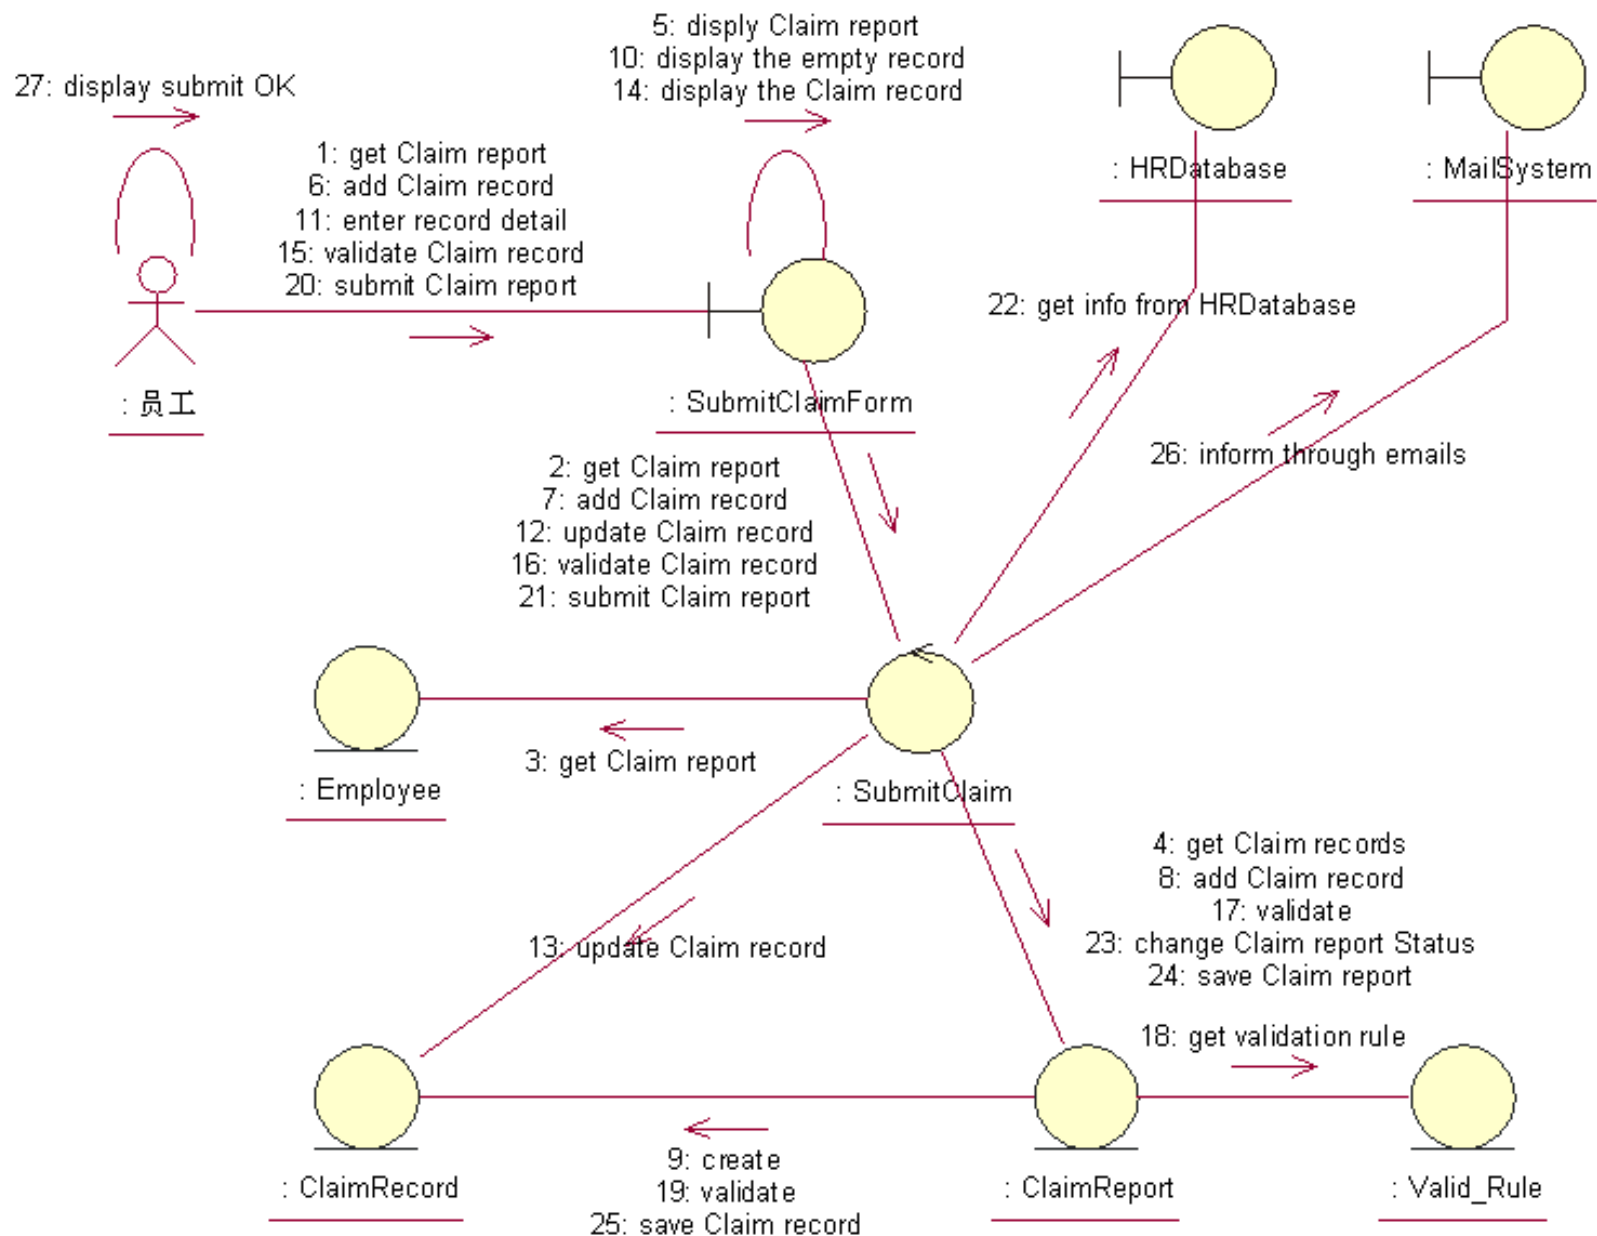 5: disply Claim report
10: display the empty record
14: display the Claim record
27: display submit OK
1: get Claim report
6: add Claim record
11: enter record detail
15: validate Claim record
20: submit Claim report
: HRDatabase
: MailSystem
22: get info from HRDatabase
: 员工
: SubmitClaimForm
26: inform through emails
2: get Claim report
7: add Claim record
12: update Claim record
16: validate Claim record
21: submit Claim report
3: get Claim report
: Employee
: SubmitClaim
4: get Claim records
8: add Claim record
17: validate
23: change Claim report Status
24: save Claim report
13: update Claim record
18: get validation rule
9: create
19: validate
25: save Claim record
: ClaimRecord
: ClaimReport
: Valid_Rule